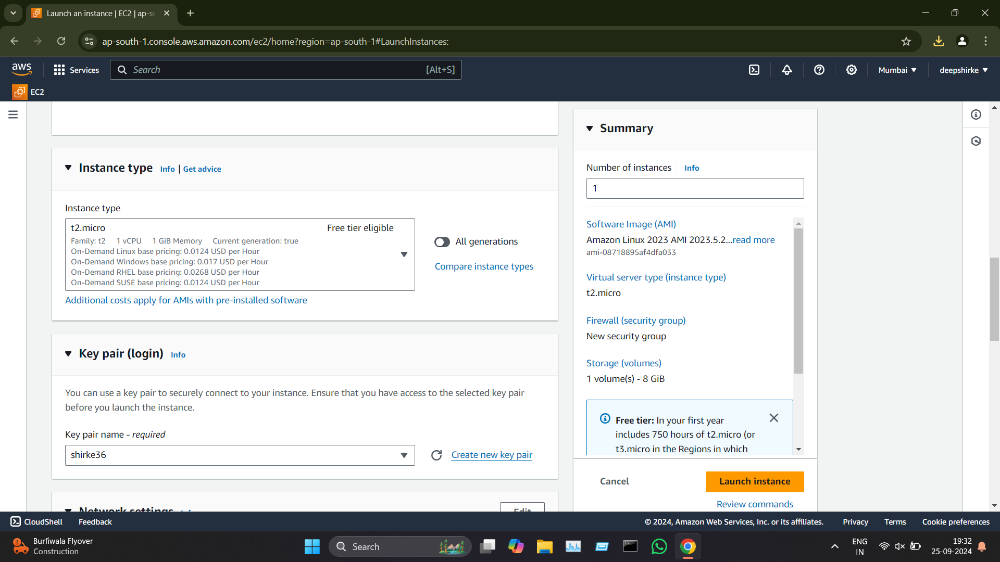 Launch an instance | EC2 | ap-so
ap-south-1.console.aws.amazon.com/ec2/home?region=ap-south-1#LaunchInstances:
aws
Services
Search
[Alt+S]
Mumbai
deepshirke
EC2
Instance type
Info
Get advice
Instance type
t2.micro
Free tier eligible
Family: t2 1 vCPU 1 GiB Memory Current generation: true
On-Demand Linux base pricing: 0.0124 USD per Hour
On-Demand Windows base pricing: 0.017 USD per Hour
On-Demand RHEL base pricing: 0.0268 USD per Hour
On-Demand SUSE base pricing: 0.0124 USD per Hour
All generations
Compare instance types
Additional costs apply for AMIs with pre-installed software
Key pair (login)
Info
You can use a key pair to securely connect to your instance. Ensure that you have access to the selected key pair
before you launch the instance.
Key pair name - required
shirke36
Create new key pair
Network settings
Info
Edit
Summary
Number of instances
Info
1
Software Image (AMI)
Amazon Linux 2023 AMI 2023.5.2...read more
ami-08718895af4dfa033
Virtual server type (instance type)
t2.micro
Firewall (security group)
New security group
Storage (volumes)
1 volume(s) - 8 GiB
Free tier: In your first year
includes 750 hours of t2.micro (or
t3.micro in the Regions in which
Cancel
Launch instance
Review commands
CloudShell
Feedback
© 2024, Amazon Web Services, Inc. or its affiliates.
Privacy
Terms
Cookie preferences
Burfiwala Flyover
Construction
Search
ENG
IN
19:32
25-09-2024